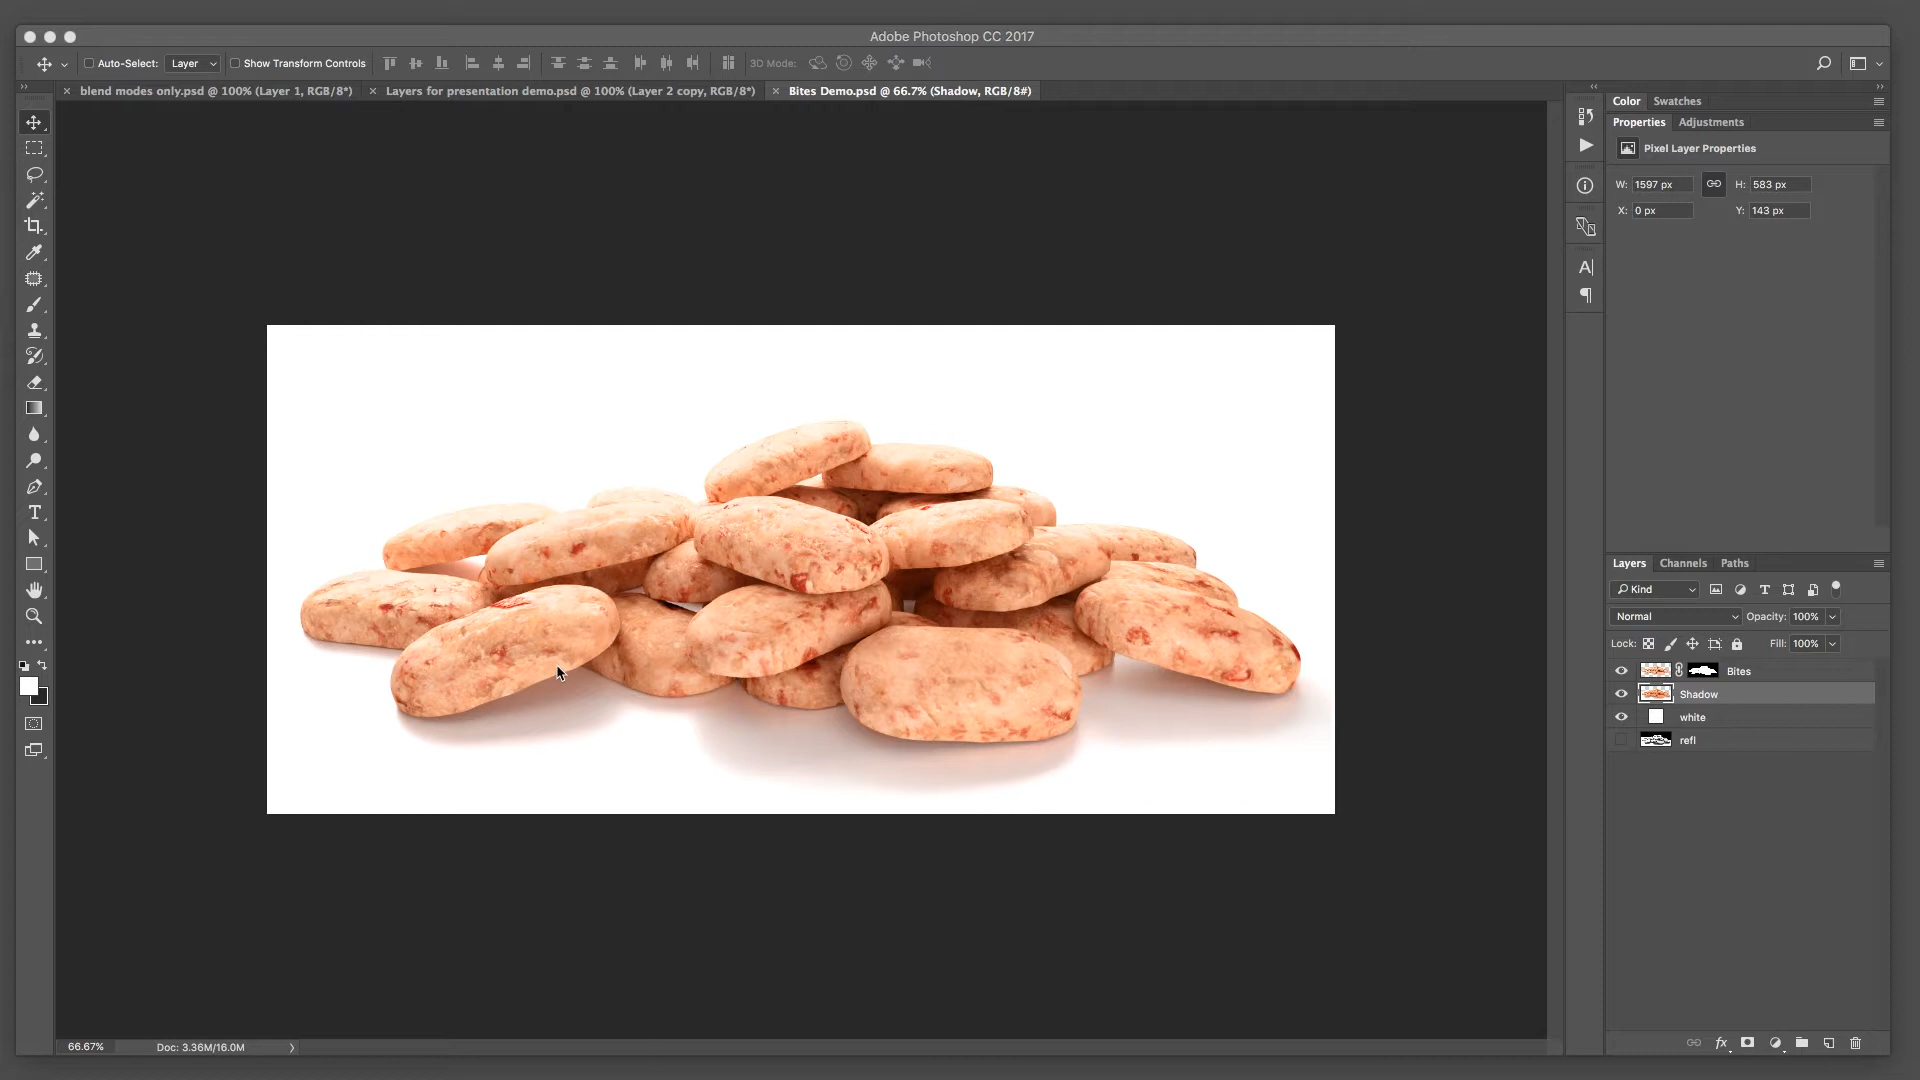 Adobe Photoshop CC 2017
Auto-Select: Layer Show Transform Controls 3D Mode:
blend modes only.psd @ 100% (Layer 1, RGB/8*) Layers for presentation demo.psd @ 100% (Layer 2 copy, RGB/8*) Bites Demo.psd @ 66.7% (Shadow, RGB/8#)
Color Swatches
Properties Adjustments
Pixel Layer Properties
W: 1597 px H: 583 px
X: 0 px Y: 143 px
Layers Channels Paths
Kind
Normal Opacity: 100%
Lock: Fill: 100%
Bites
Shadow
white
refl
66.67% Doc: 3.36M/16.0M